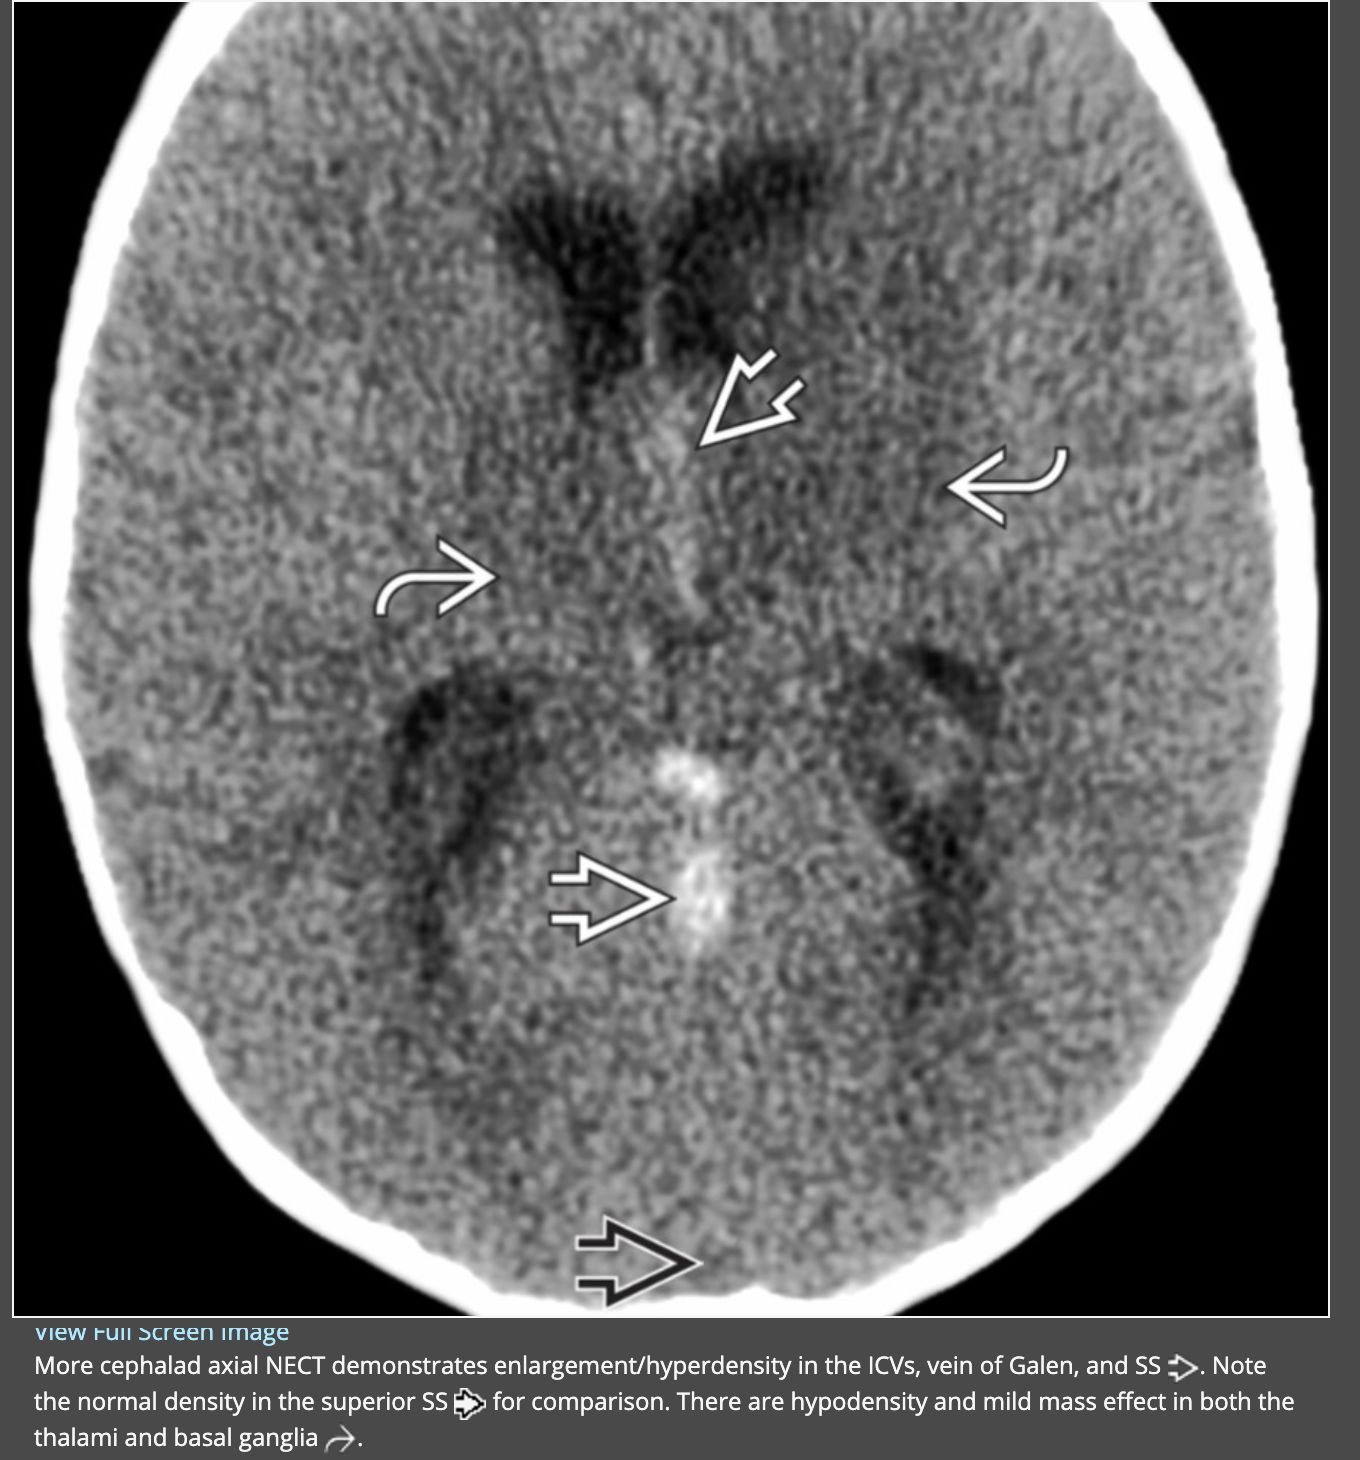 View Full Screen Image
More cephalad axial NECT demonstrates enlargement/hyperdensity in the ICVs, vein of Galen, and SS . Note
the normal density in the superior SS for comparison. There are hypodensity and mild mass effect in both the
thalami and basal ganglia .